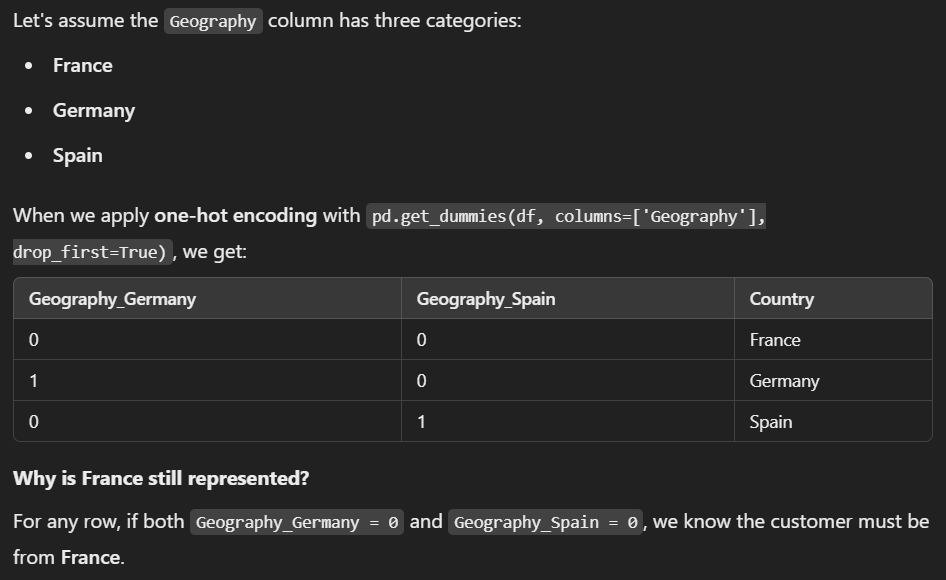 Let's assume the Geography column has three categories:
France
Germany
Spain
When we apply one-hot encoding with pd.get_dummies(df, columns=['Geography'],
drop_first=True), we get:
Geography_Germany Geography_Spain Country
0 0 France
1 0 Germany
0 1 Spain
Why is France still represented?
For any row, if both Geography_Germany = 0 and Geography_Spain = 0, we know the customer must be
from France.